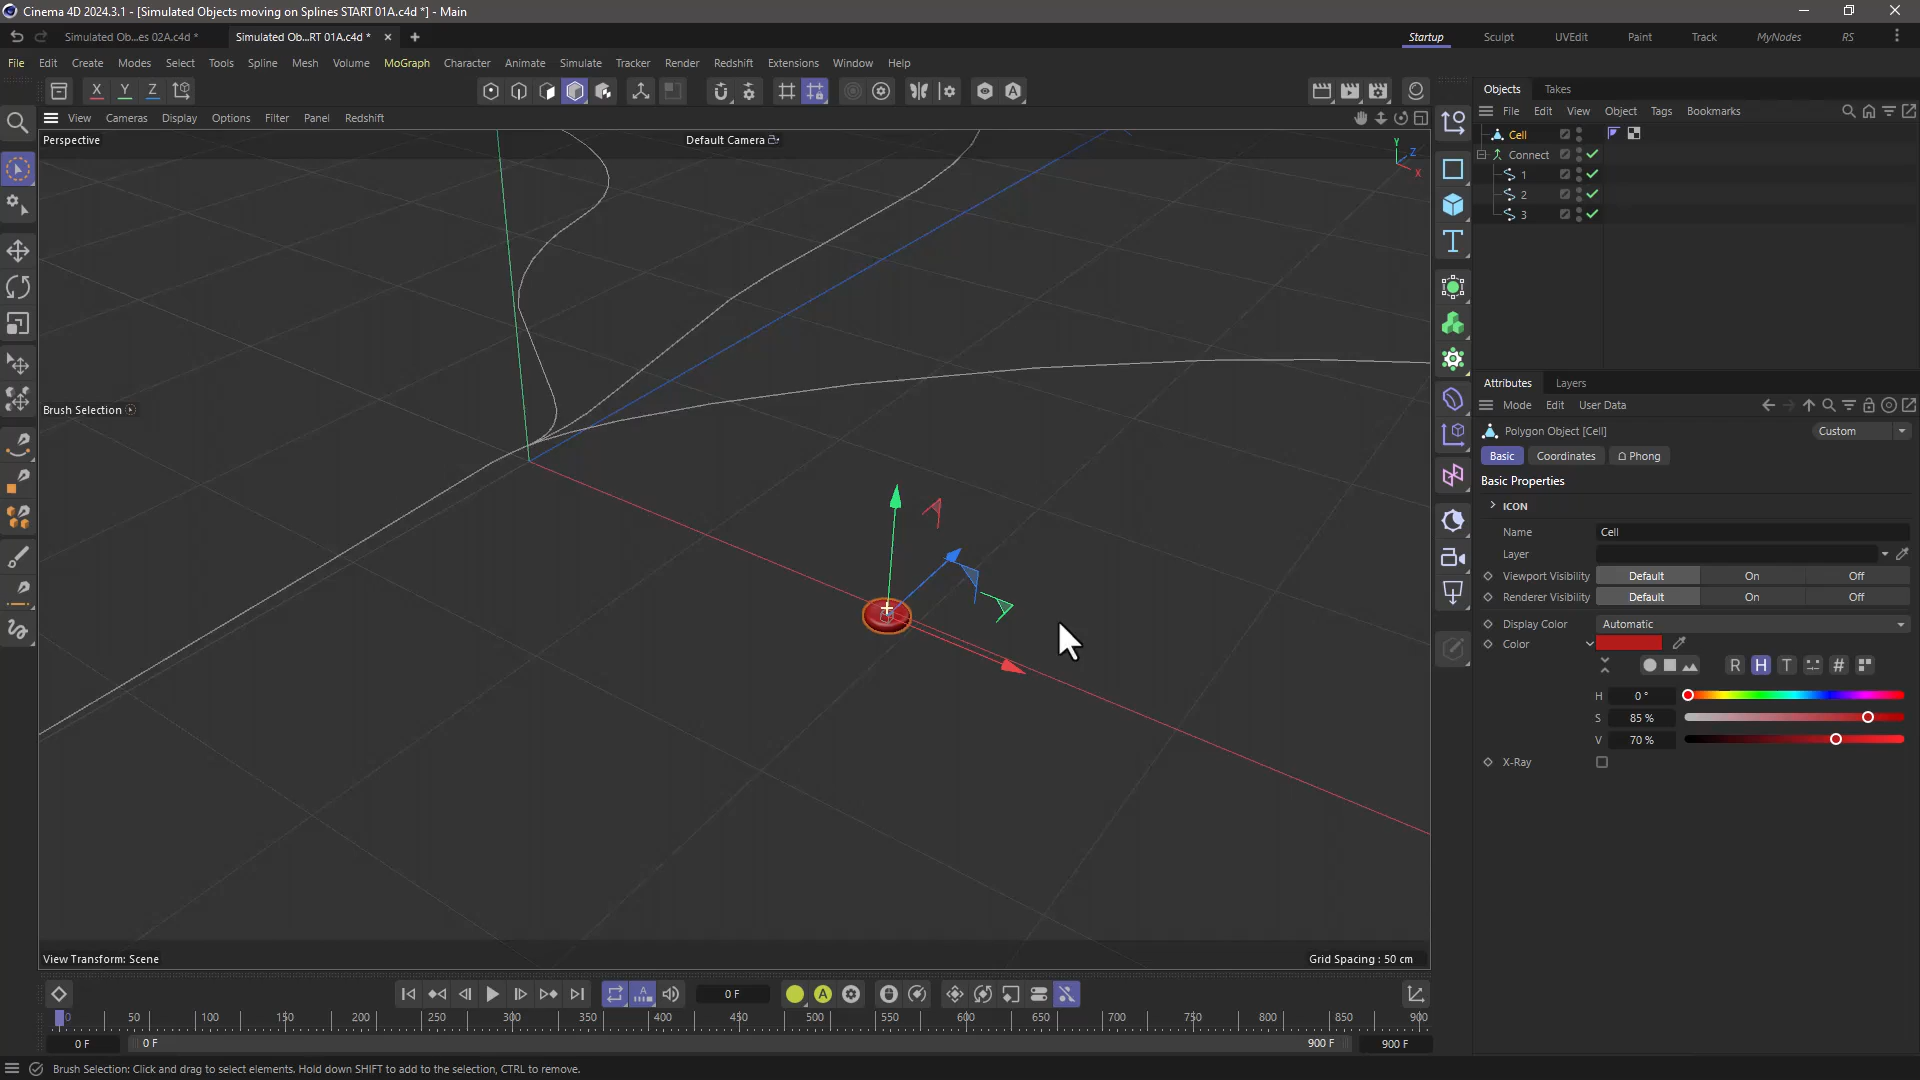 Cinema 4D 2024.3.1 - [Simulated Objects moving on Splines START 01A.c4d *] - Main
Simulated Ob...es 02A.c4d *
Simulated Ob...RT 01A.c4d *
Startup
Sculpt
UVEdit
Paint
Track
MyNodes
RS
File
Edit
Create
Modes
Select
Tools
Spline
Mesh
Volume
MoGraph
Character
Animate
Simulate
Tracker
Render
Redshift
Extensions
Window
Help
X
Y
Z
Objects
Takes
View
Cameras
Display
Options
Filter
Panel
Redshift
File
Edit
View
Object
Tags
Bookmarks
Perspective
Default Camera
Y
Z
X
Cell
Connect
1
2
3
Brush Selection
Attributes
Layers
Mode
Edit
User Data
Polygon Object [Cell]
Custom
Basic
Coordinates
Phong
Basic Properties
ICON
Name
Cell
Layer
Viewport Visibility
Default
On
Off
Renderer Visibility
Default
On
Off
Display Color
Automatic
Color
R
H
T
#
H
0 °
S
85 %
V
70 %
X-Ray
View Transform: Scene
Grid Spacing : 50 cm
0 F
0
50
100
150
200
250
300
350
400
450
500
550
600
650
700
750
800
850
900
0 F
0 F
900 F
900 F
Brush Selection: Click and drag to select elements. Hold down SHIFT to add to the selection, CTRL to remove.